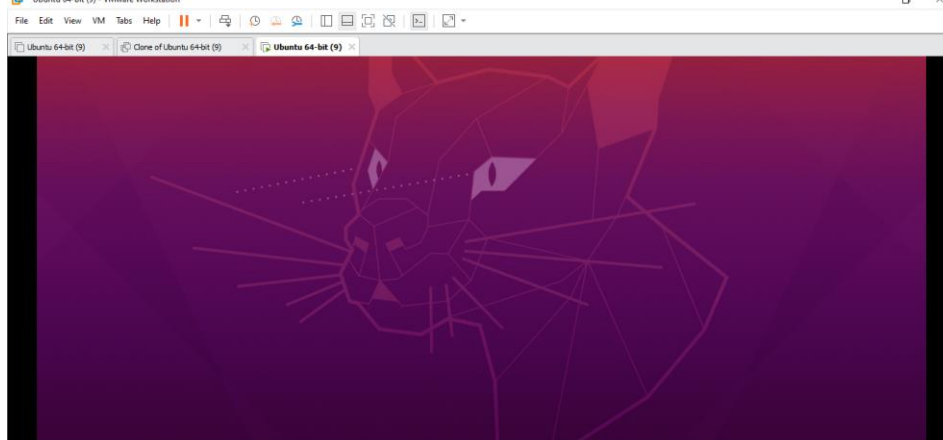 Ubuntu 64-bit (9) - VMware Workstation
File Edit View VM Tabs Help
Ubuntu 64-bit (9) Clone of Ubuntu 64-bit (9) Ubuntu 64-bit (9)